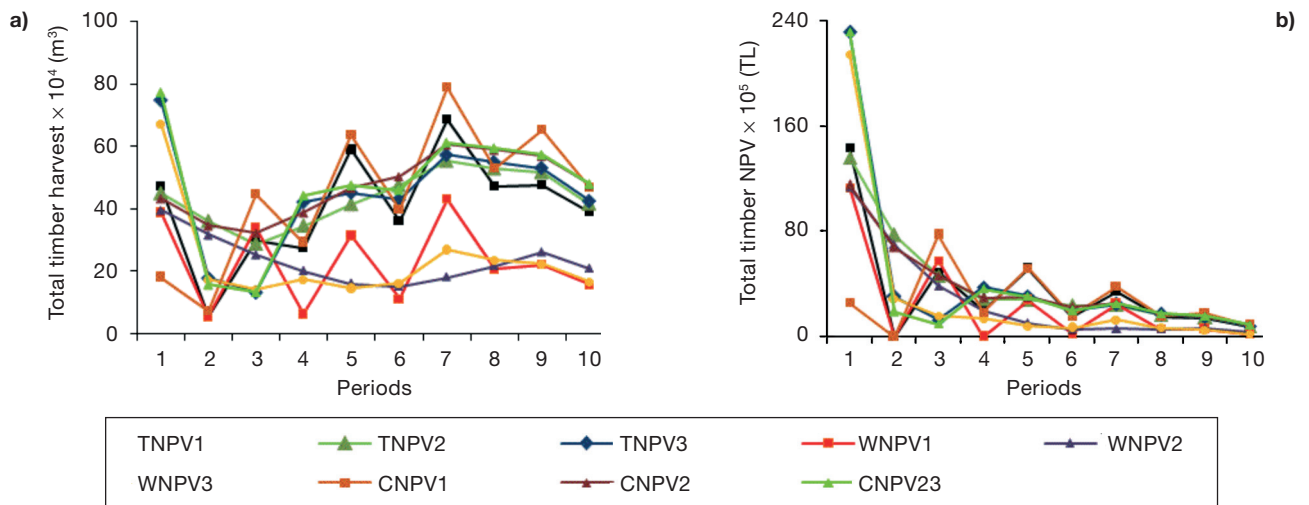 a)
Total timber harvest × 10⁴ (m³)
100
80
60
40
20
0
1 2 3 4 5 6 7 8 9 10
Periods
b)
Total timber NPV × 10⁵ (TL)
240
160
80
0
1 2 3 4 5 6 7 8 9 10
Periods
TNPV1 TNPV2 TNPV3 WNPV1 WNPV2
WNPV3 CNPV1 CNPV2 CNPV23